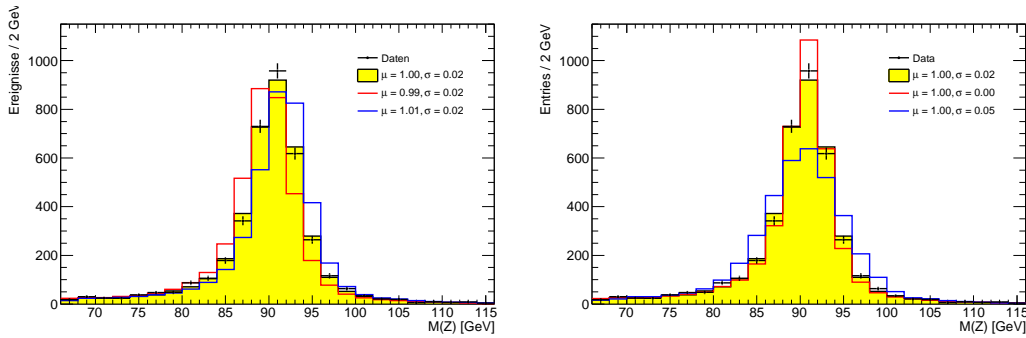 Ereignisse / 2 GeV
1000
800
600
400
200
0
Daten
μ = 1.00, σ = 0.02
μ = 0.99, σ = 0.02
μ = 1.01, σ = 0.02
70 75 80 85 90 95 100 105 110 115
M(Z) [GeV]
Entries / 2 GeV
1000
800
600
400
200
0
Data
μ = 1.00, σ = 0.02
μ = 1.00, σ = 0.00
μ = 1.00, σ = 0.05
70 75 80 85 90 95 100 105 110 115
M(Z) [GeV]